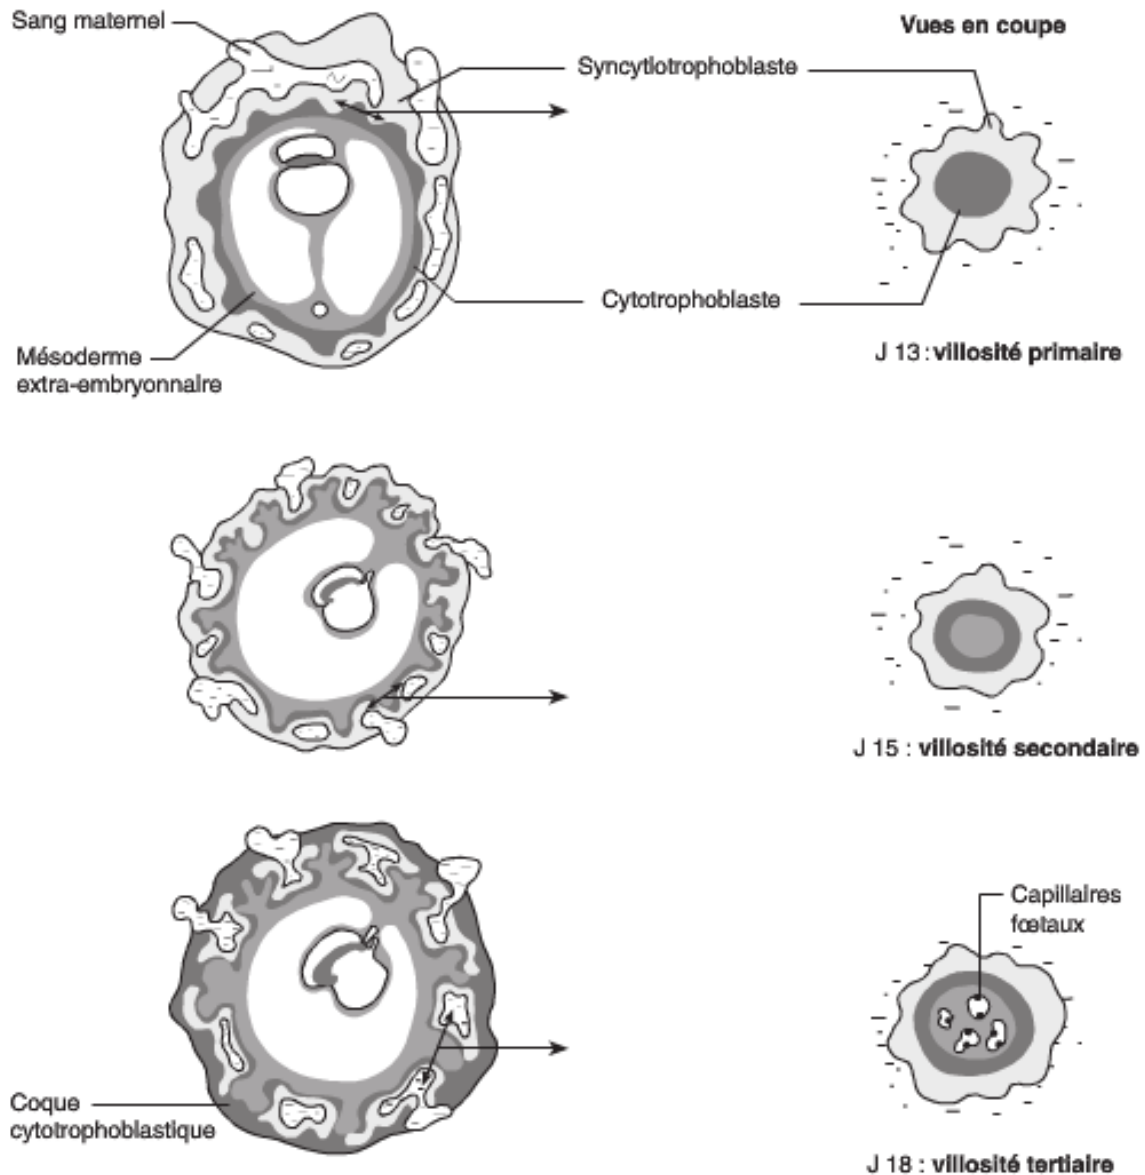 Sang maternel
Vues en coupe
Syncytiotrophoblaste
Cytotrophoblaste
Mésoderme
extra-embryonnaire
J 13 : villosité primaire
J 15 : villosité secondaire
Capillaires
fœtaux
Coque
cytotrophoblastique
J 18 : villosité tertiaire